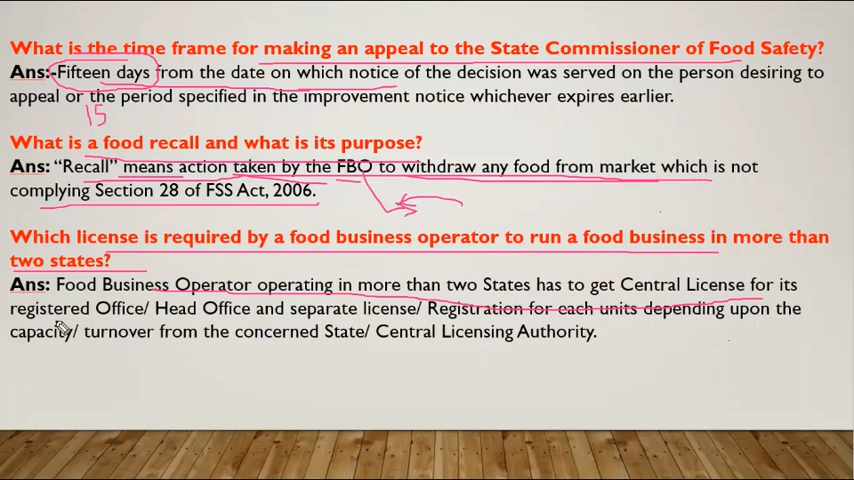 What is the time frame for making an appeal to the State Commissioner of Food Safety?
Ans:-Fifteen days from the date on which notice of the decision was served on the person desiring to
appeal or the period specified in the improvement notice whichever expires earlier.
15
What is a food recall and what is its purpose?
Ans: “Recall” means action taken by the FBO to withdraw any food from market which is not
complying Section 28 of FSS Act, 2006.
Which license is required by a food business operator to run a food business in more than
two states?
Ans: Food Business Operator operating in more than two States has to get Central License for its
registered Office/ Head Office and separate license/ Registration for each units depending upon the
capacity/ turnover from the concerned State/ Central Licensing Authority.